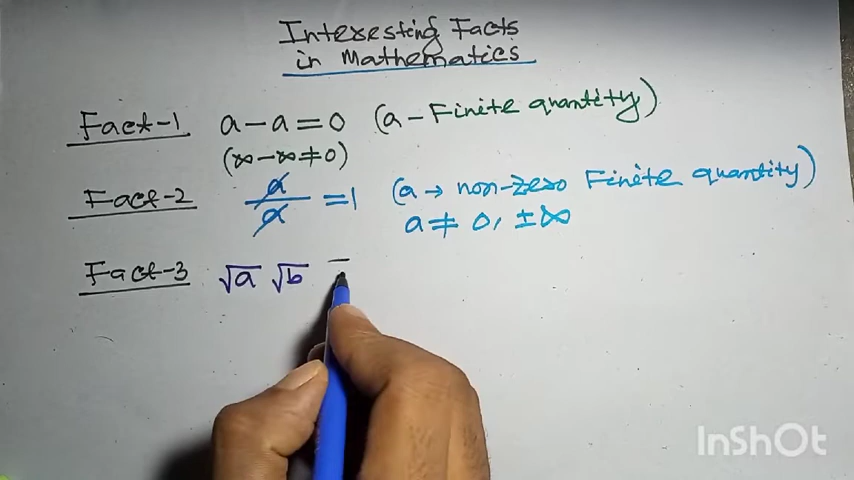 Interesting Facts
in Mathematics
Fact-1 a-a=0 (a-Finite quantity)
(∞-∞≠0)
Fact-2 a/a =1 (a→ non-zero Finite quantity)
a≠ 0, ±∞
Fact-3 √a √b
InShOt